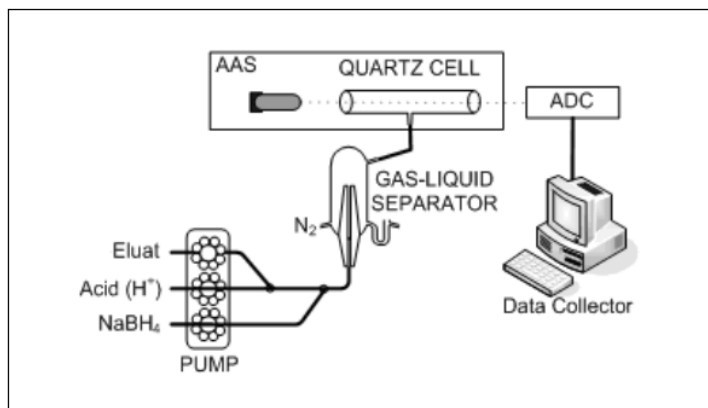 AAS
QUARTZ CELL
ADC
GAS-LIQUID
SEPARATOR
N₂
Eluat
Acid (H⁺)
NaBH₄
PUMP
Data Collector